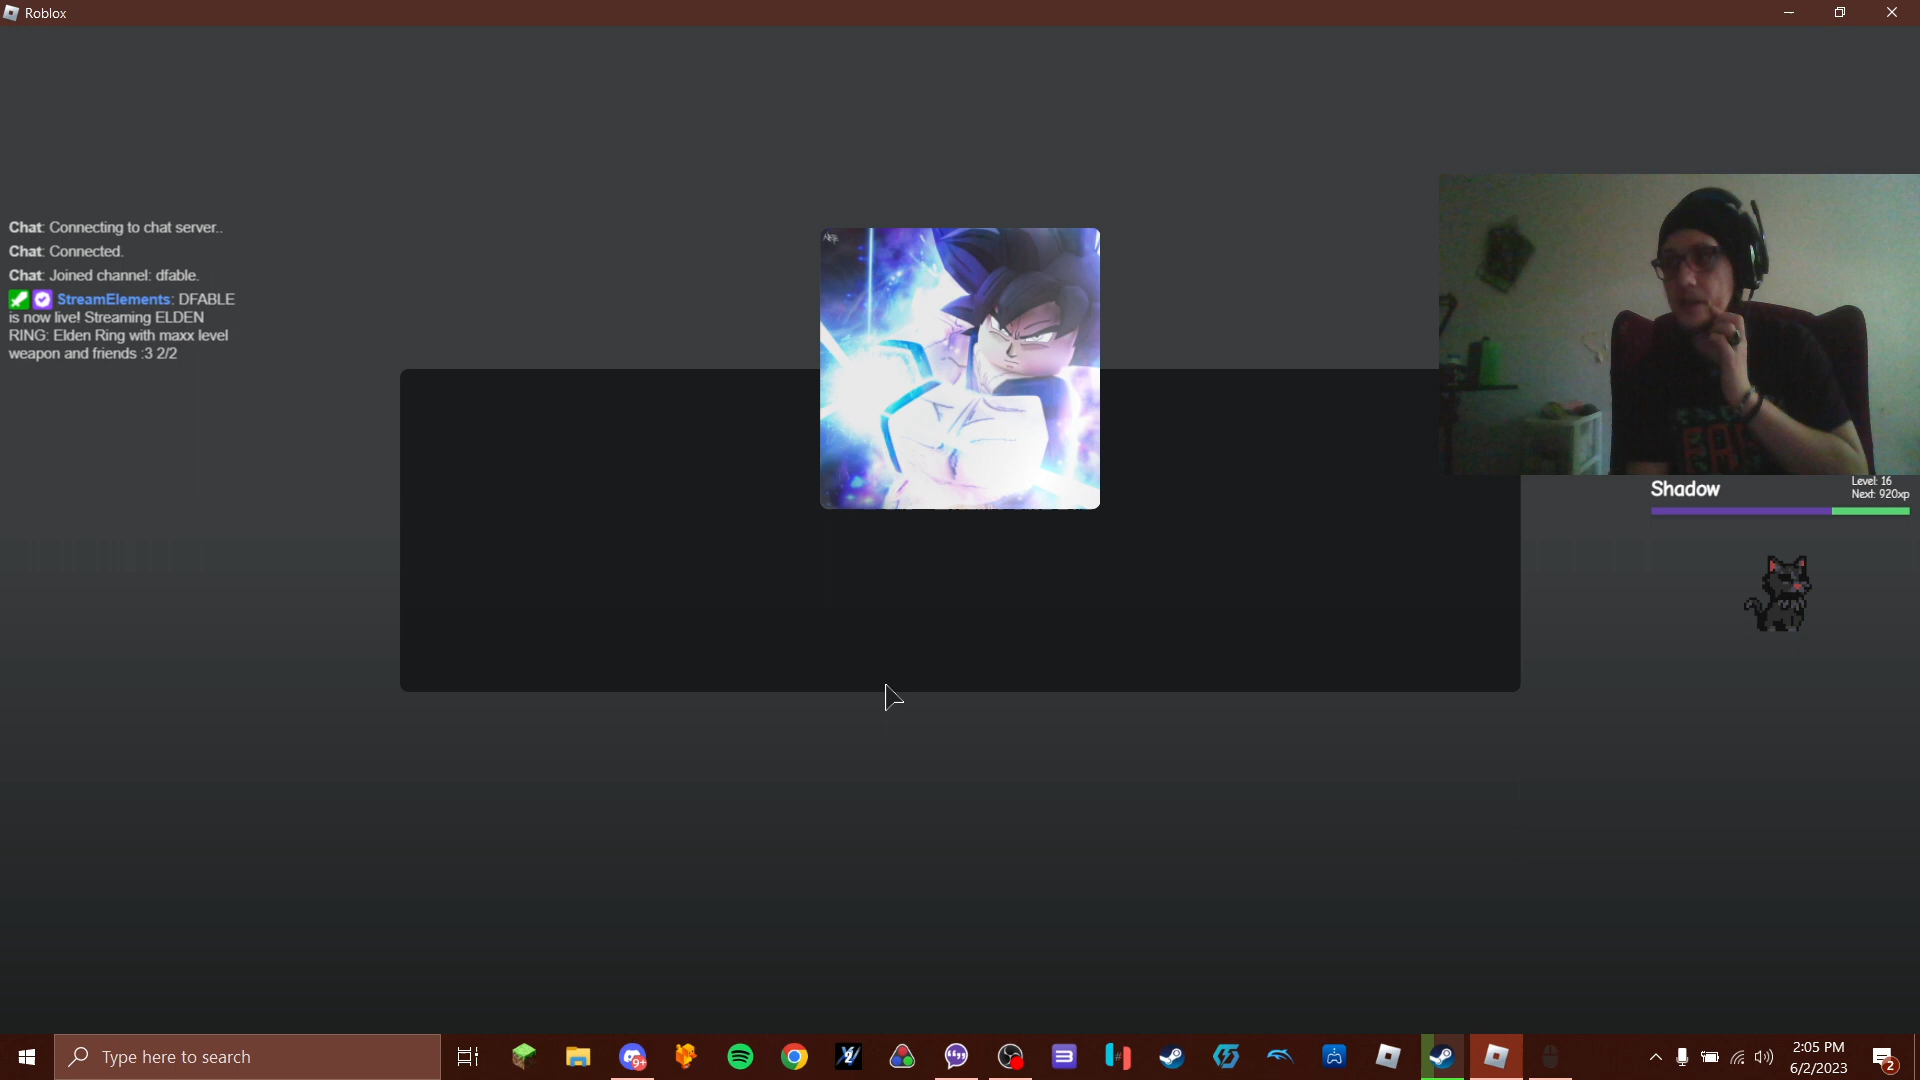 Roblox
Chat: Connecting to chat server..
Chat: Connected.
Chat: Joined channel: dfable.
StreamElements: DFABLE
is now live! Streaming ELDEN
RING: Elden Ring with maxx level
weapon and friends :3 2/2
Shadow
Level: 16
Next: 920xp
Type here to search
9+
2:05 PM
6/2/2023
2